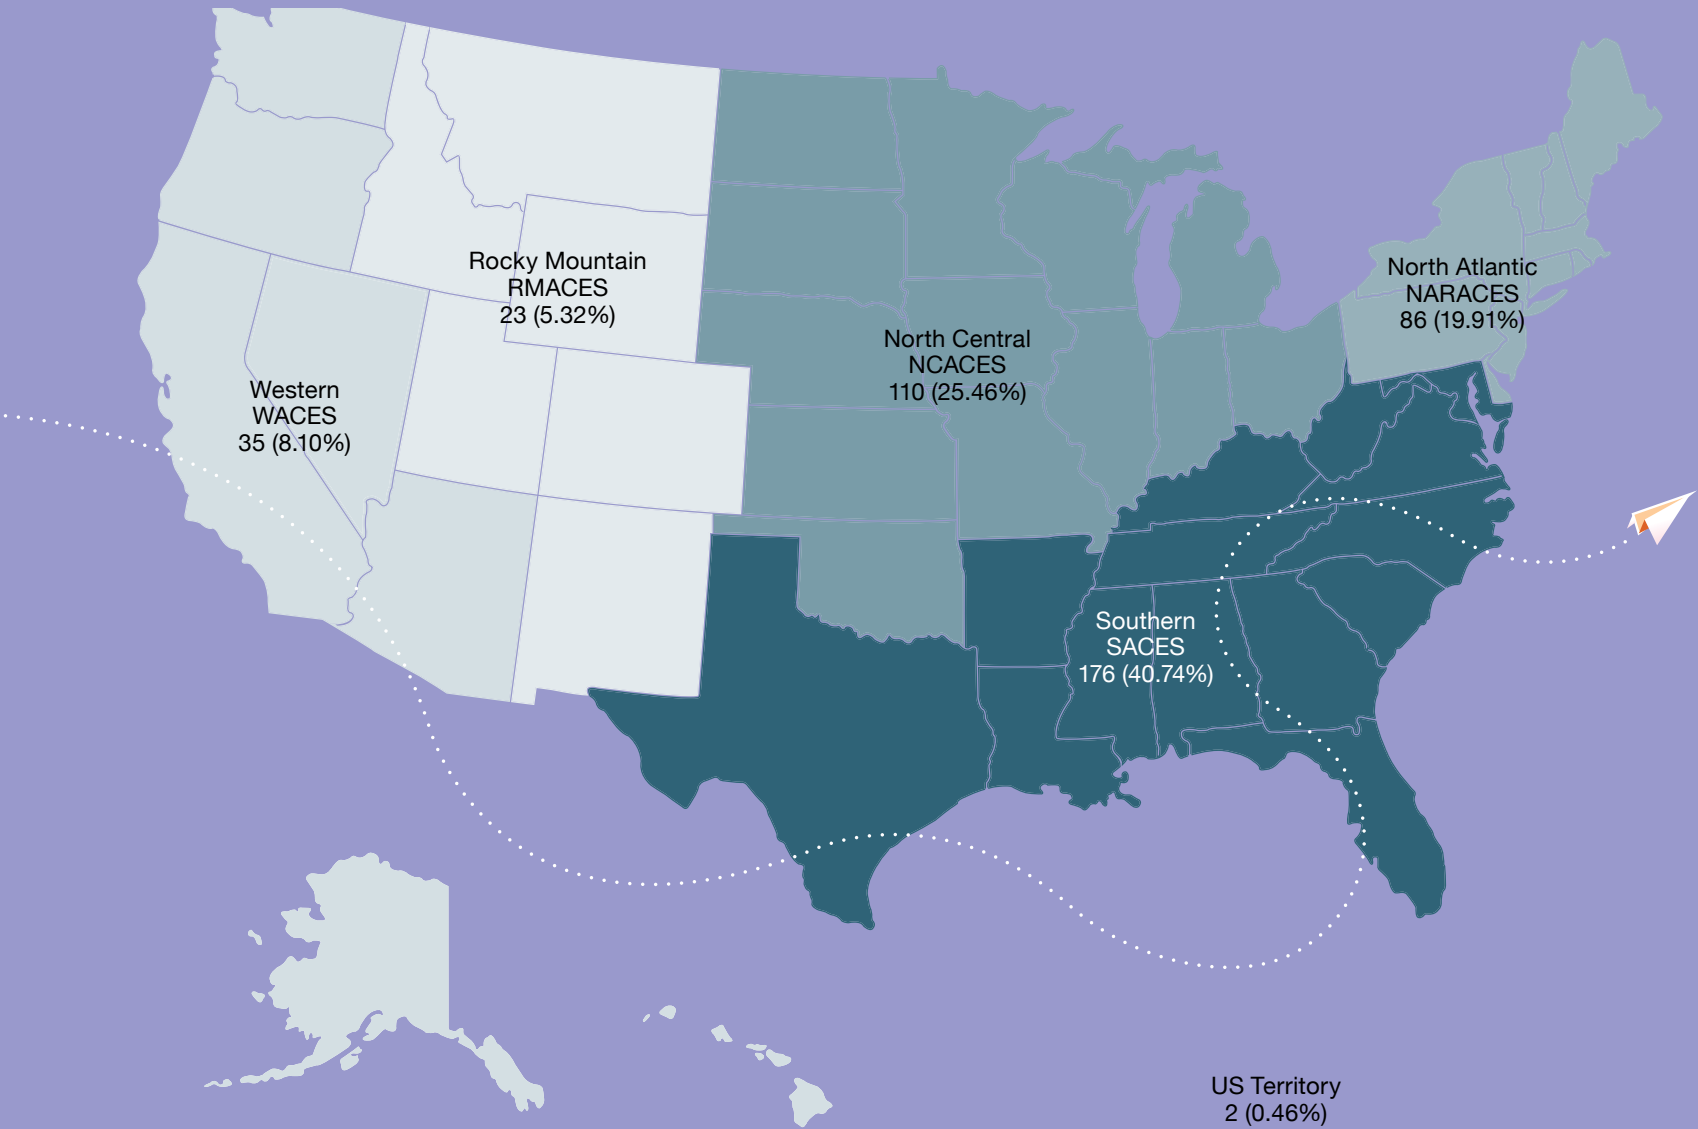 Rocky Mountain
RMACES
23 (5.32%)
North Atlantic
NARACES
86 (19.91%)
North Central
NCACES
110 (25.46%)
Western
WACES
35 (8.10%)
Southern
SACES
176 (40.74%)
US Territory
2 (0.46%)